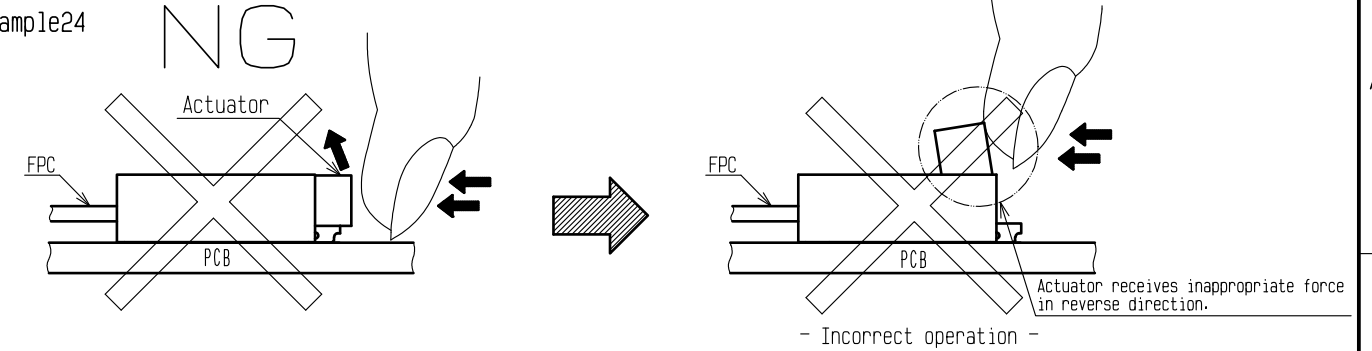 ample24
NG
Actuator
FPC
PCB
FPC
PCB
Actuator receives inappropriate force
in reverse direction.
- Incorrect operation -